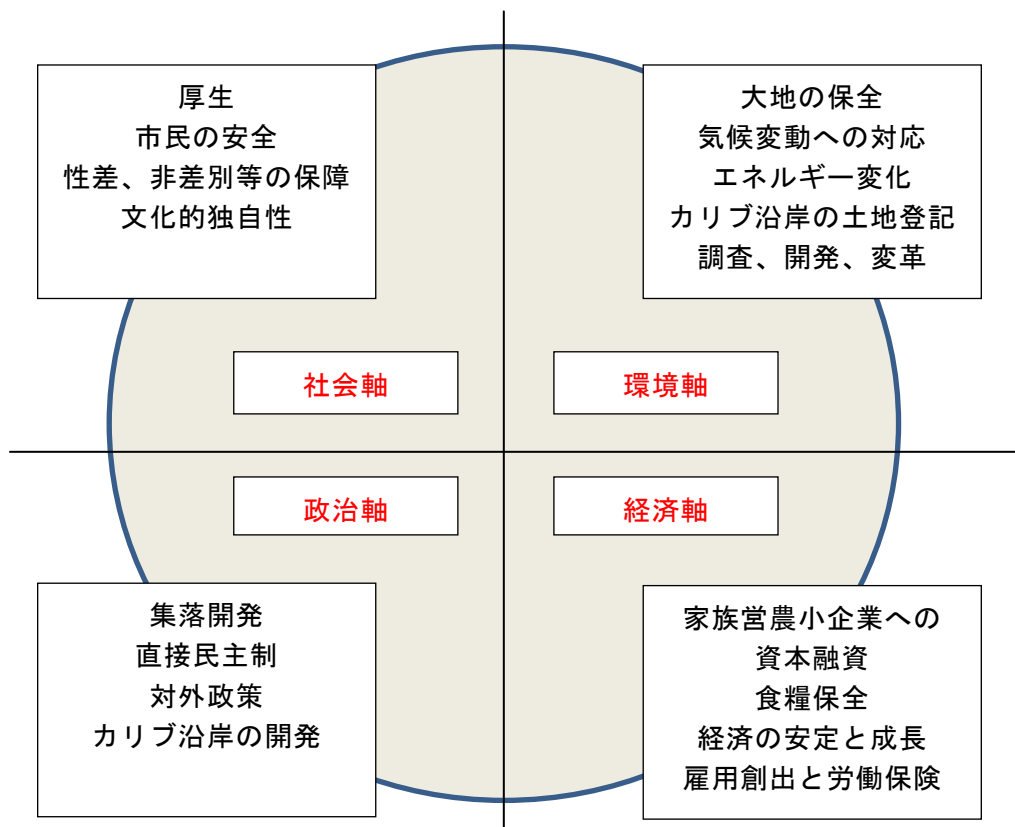 厚生
市民の安全
性差、非差別等の保障
文化的独自性
大地の保全
気候変動への対応
エネルギー変化
カリブ沿岸の土地登記
調査、開発、変革
社会軸
環境軸
政治軸
経済軸
集落開発
直接民主制
対外政策
カリブ沿岸の開発
家族営農小企業への
資本融資
食糧保全
経済の安定と成長
雇用創出と労働保険